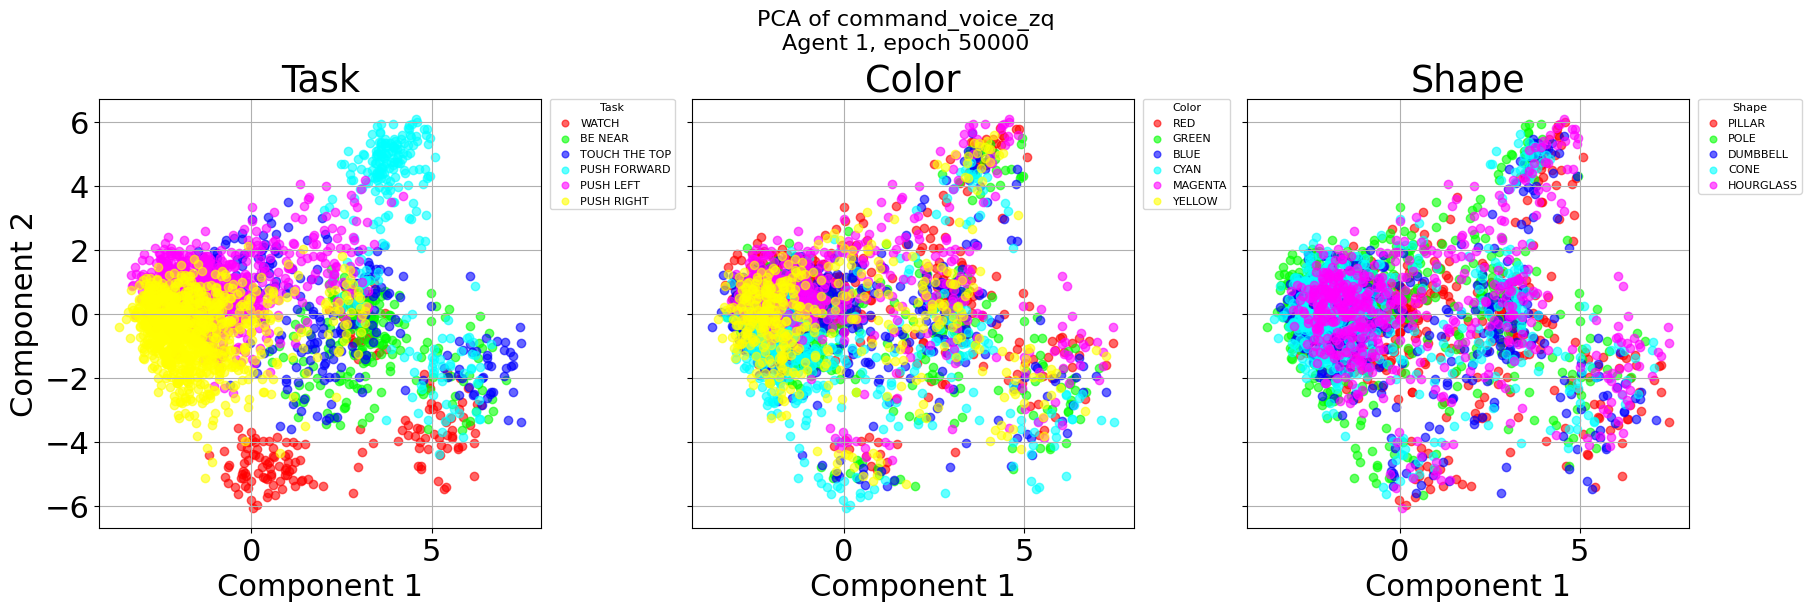 PCA of command_voice_zq
Agent 1, epoch 50000
Task
Color
Shape
Task
WATCH
BE NEAR
TOUCH THE TOP
PUSH FORWARD
PUSH LEFT
PUSH RIGHT
Color
RED
GREEN
BLUE
CYAN
MAGENTA
YELLOW
Shape
PILLAR
POLE
DUMBBELL
CONE
HOURGLASS
Component 2
6
4
2
0
−2
−4
−6
0 5
0 5
0 5
Component 1
Component 1
Component 1